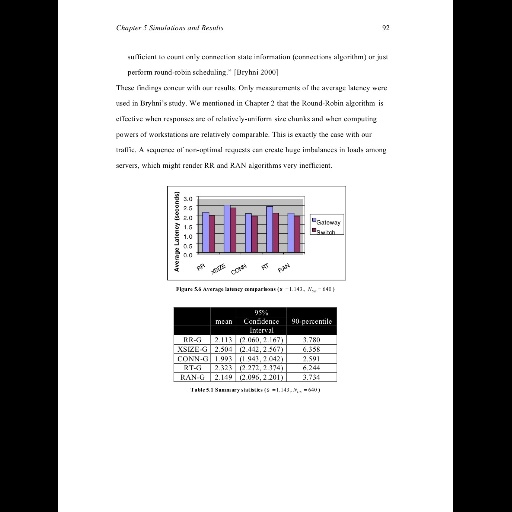 Chapter 5 Simulations and Results 92
sufficient to count only connection state information (connections algorithm) or just
perform round-robin scheduling." [Bryhni 2000]
These findings concur with our results. Only measurements of the average latency were
used in Bryhni's study. We mentioned in Chapter 2 that the Round-Robin algorithm is
effective when responses are of relatively-uniform size chunks and when computing
powers of workstations are relatively comparable. This is exactly the case with our
traffic. A sequence of non-optimal requests can create huge imbalances in loads among
servers, which might render RR and RAN algorithms very inefficient.
Average Latency (seconds)
3.0
2.5
2.0
1.5
1.0
0.5
0.0
RR XSIZE CONN RT RAN
Gateway
Switch
Figure 5.6 Average latency comparisons ( = 1.143, = 640 )
mean 95% Confidence Interval 90-percentile
RR-G 2.113 (2.060, 2.167) 3.780
XSIZE-G 2.504 (2.442, 2.567) 6.358
CONN-G 1.993 (1.943, 2.042) 2.591
RT-G 2.323 (2.272, 2.374) 6.244
RAN-G 2.149 (2.096, 2.201) 3.734
Table 5.1 Summary statistics ( = 1.143, = 640 )